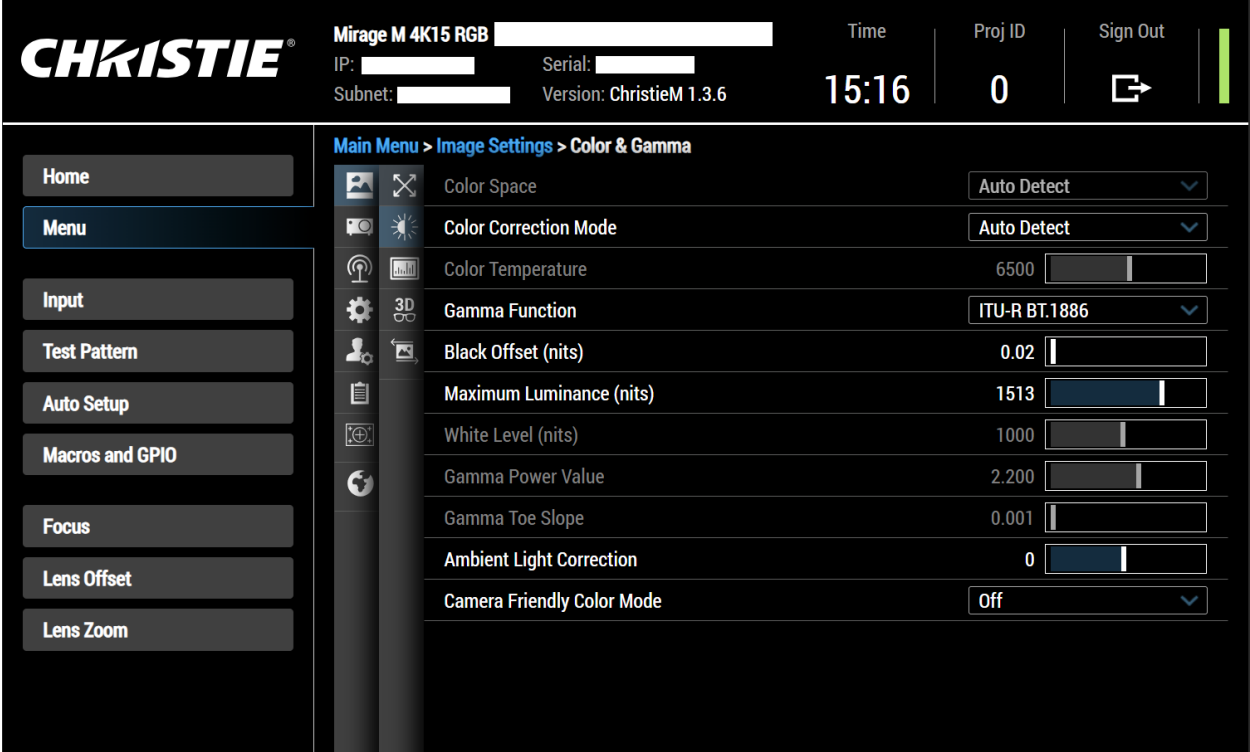 CHRISTIE®
Mirage M 4K15 RGB
IP:
Serial:
Subnet:
Version: ChristieM 1.3.6
Time
15:16
Proj ID
0
Sign Out
Home
Menu
Input
Test Pattern
Auto Setup
Macros and GPIO
Focus
Lens Offset
Lens Zoom
Main Menu > Image Settings > Color & Gamma
3D
Color Space Auto Detect
Color Correction Mode Auto Detect
Color Temperature 6500
Gamma Function ITU-R BT.1886
Black Offset (nits) 0.02
Maximum Luminance (nits) 1513
White Level (nits) 1000
Gamma Power Value 2.200
Gamma Toe Slope 0.001
Ambient Light Correction 0
Camera Friendly Color Mode Off